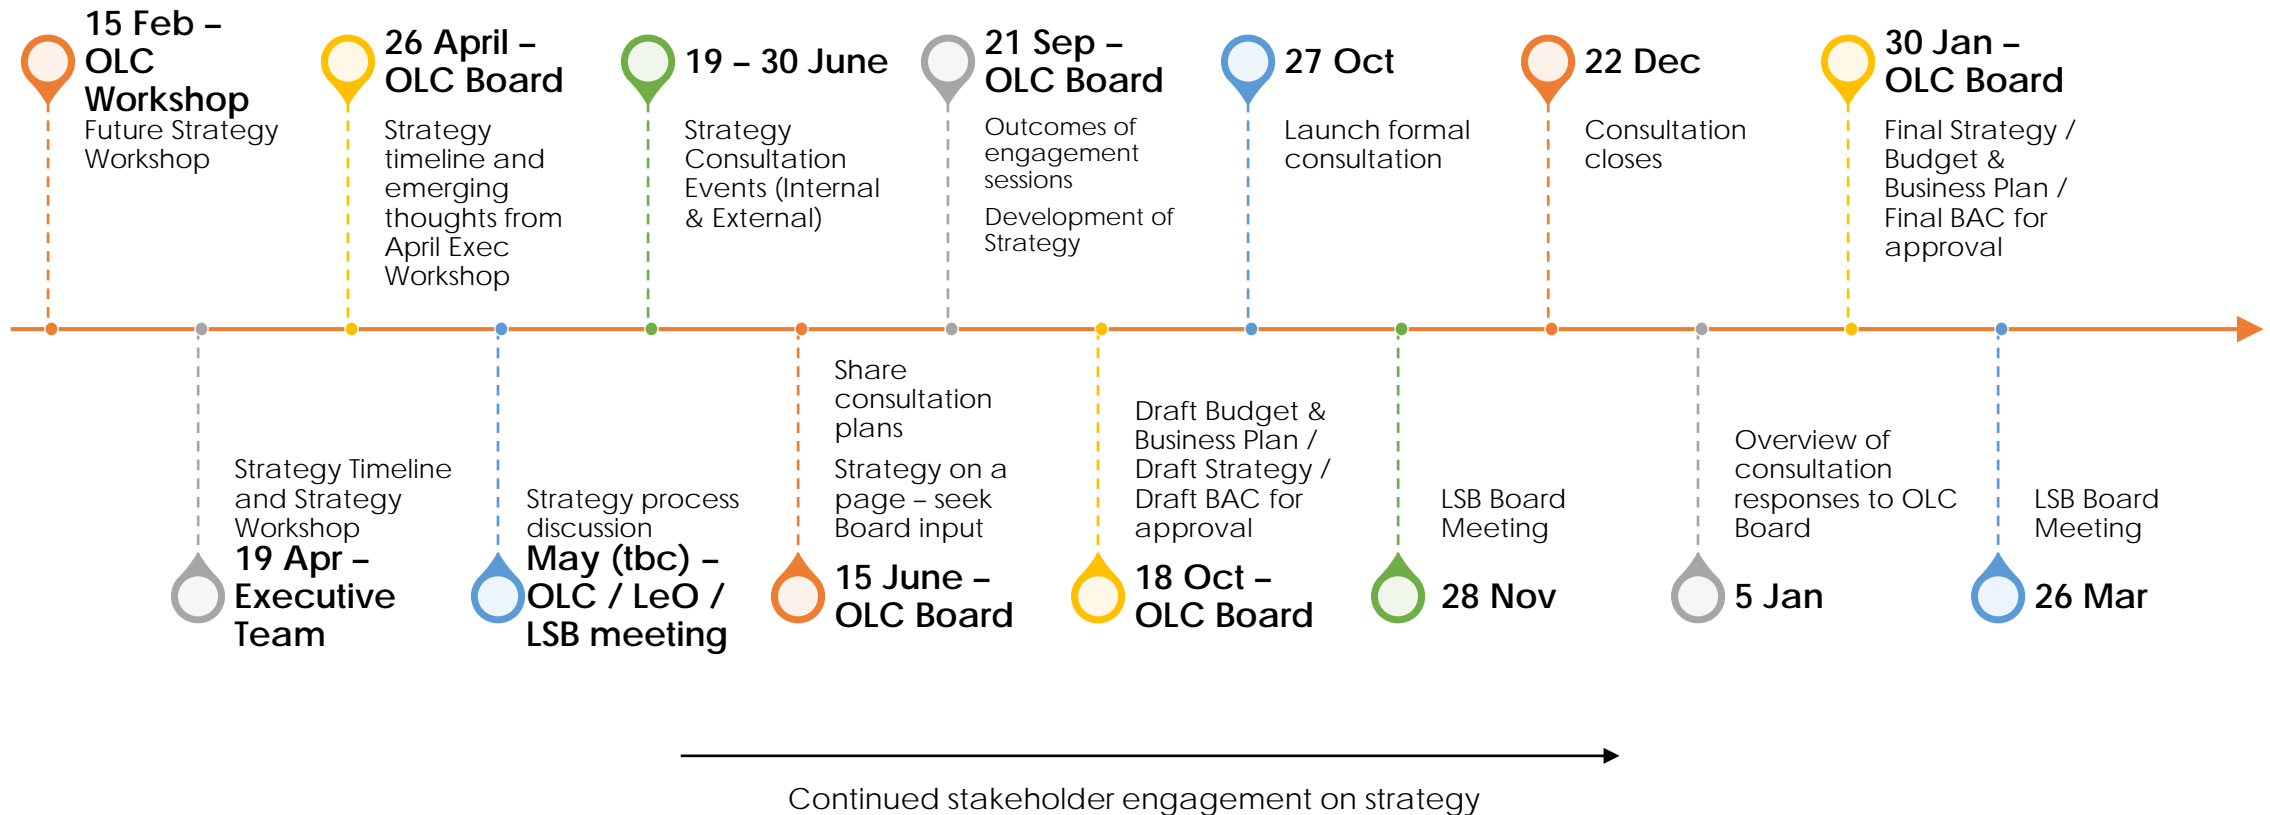 15 Feb –
OLC
Workshop
Future Strategy
Workshop
26 April –
OLC Board
Strategy
timeline and
emerging
thoughts from
April Exec
Workshop
19 – 30 June
Strategy
Consultation
Events (Internal
& External)
21 Sep –
OLC Board
Outcomes of
engagement
sessions
Development of
Strategy
27 Oct
Launch formal
consultation
22 Dec
Consultation
closes
30 Jan –
OLC Board
Final Strategy /
Budget &
Business Plan /
Final BAC for
approval
Strategy Timeline
and Strategy
Workshop
19 Apr –
Executive
Team
Strategy process
discussion
May (tbc) –
OLC / LeO /
LSB meeting
Share
consultation
plans
Strategy on a
page – seek
Board input
15 June –
OLC Board
Draft Budget &
Business Plan /
Draft Strategy /
Draft BAC for
approval
18 Oct –
OLC Board
LSB Board
Meeting
28 Nov
Overview of
consultation
responses to OLC
Board
5 Jan
LSB Board
Meeting
26 Mar
Continued stakeholder engagement on strategy